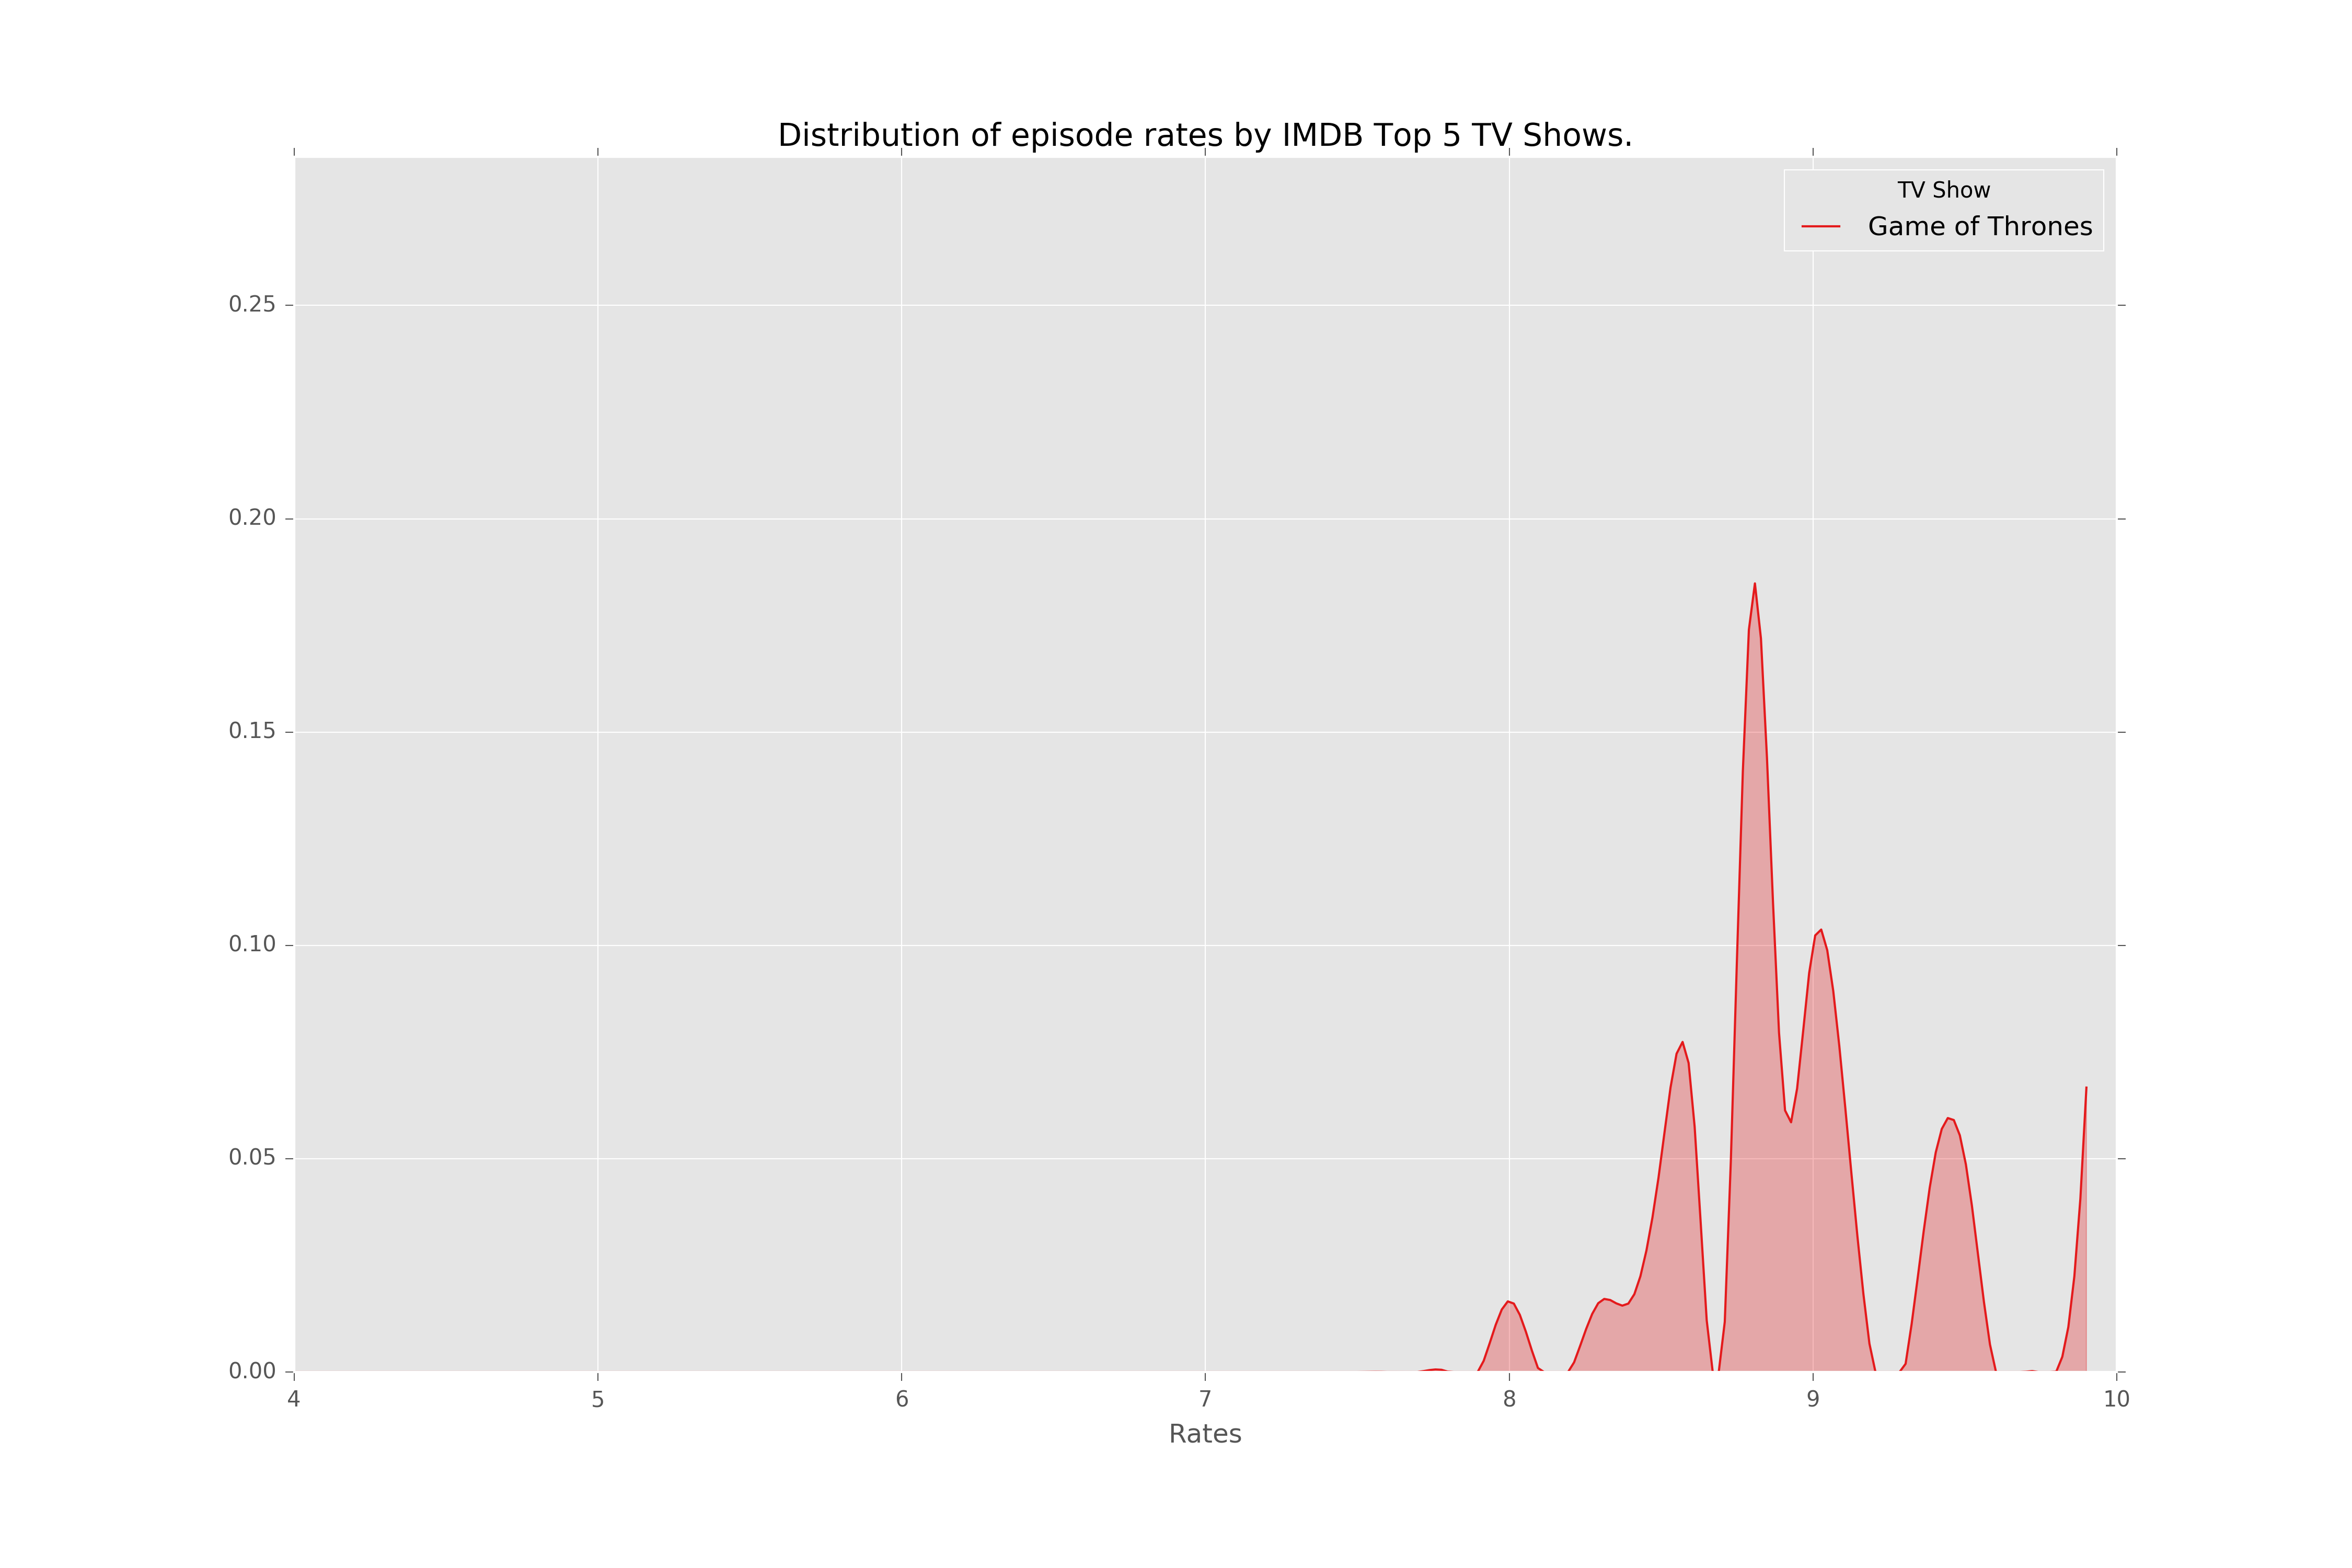 Distribution of episode rates by IMDB Top 5 TV Shows.
TV Show
Game of Thrones
0.25
0.20
0.15
0.10
0.05
0.00
4 5 6 7 8 9 10
Rates